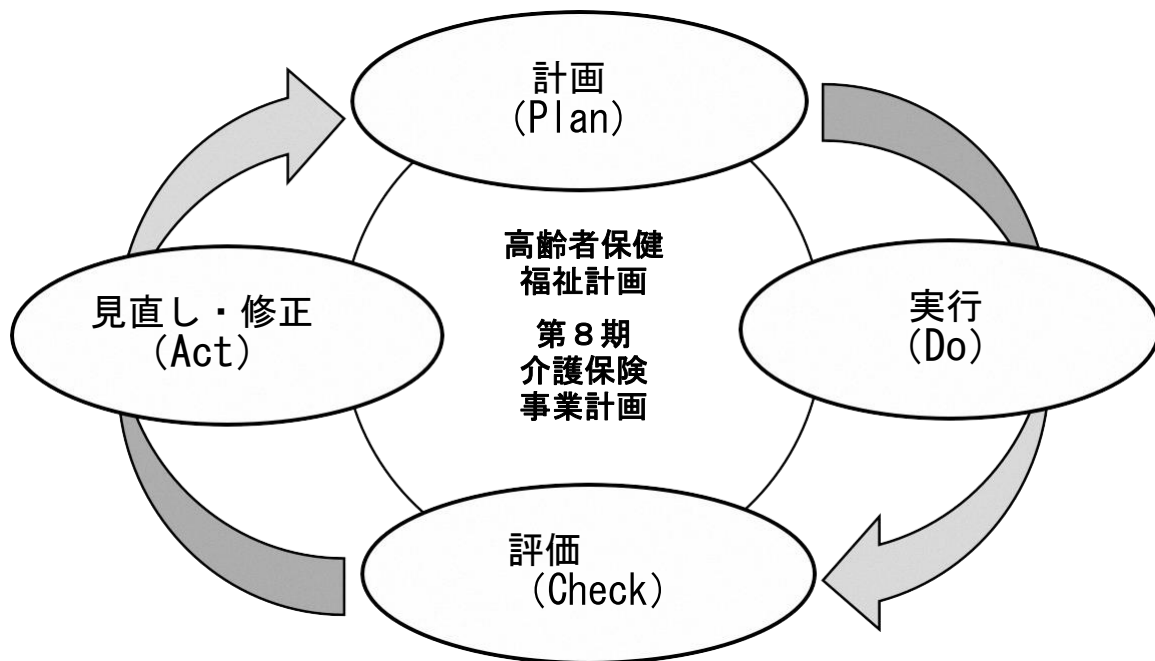 計画
(Plan)
高齢者保健
福祉計画
第８期
介護保険
事業計画
見直し・修正
(Act)
実行
(Do)
評価
(Check)